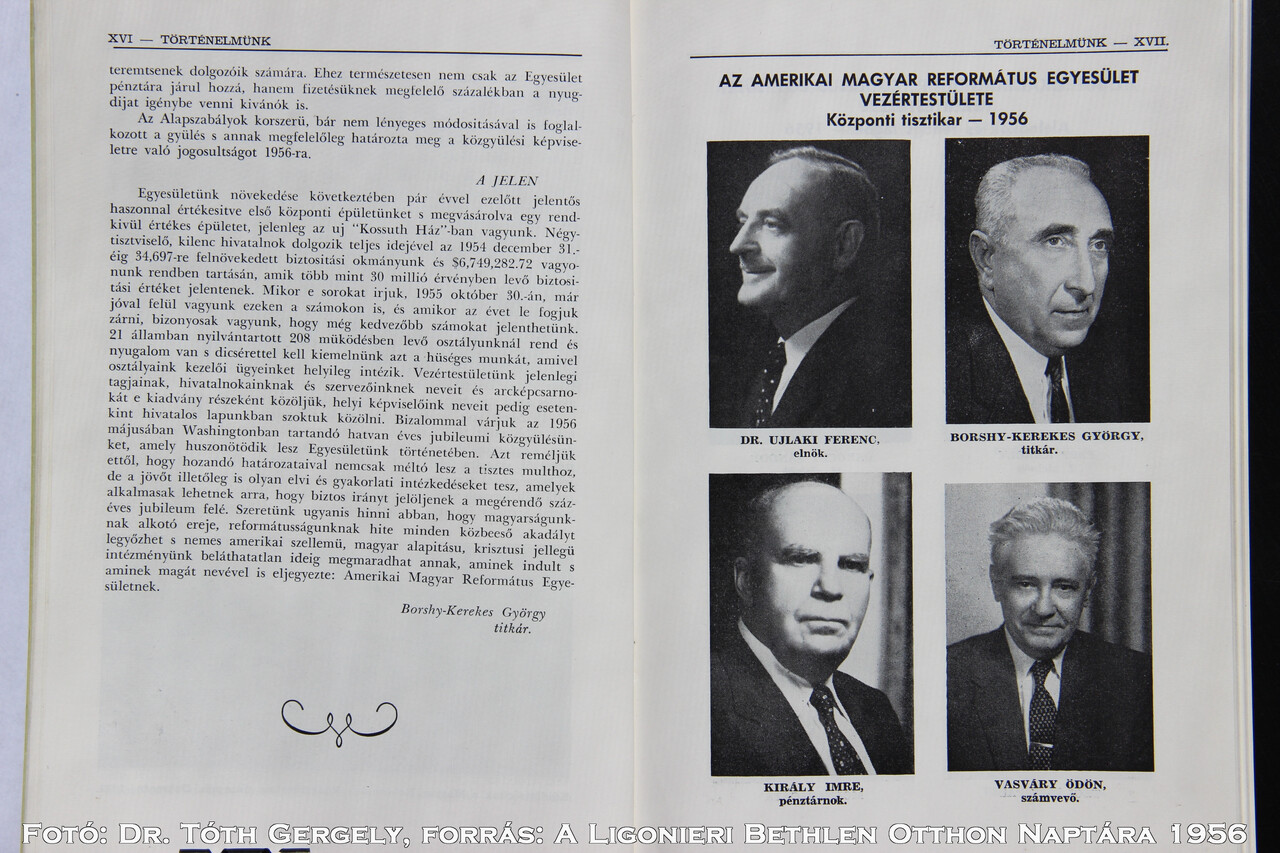 XVI — TÖRTÉNELMÜNK
teremtsenek dolgozóik számára. Ehez természetesen nem csak az Egyesület
pénztára járul hozzá, hanem fizetésüknek megfelelő százalékban a nyug-
dijat igénybe venni kivánók is.
Az Alapszabályok korszerü, bár nem lényeges módositásával is foglal-
kozott a gyülés s annak megfelelőleg határozta meg a közgyülési képvise-
letre való jogosultságot 1956-ra.
A JELEN
Egyesületünk növekedése következtében pár évvel ezelőtt jelentős
haszonnal értékesitve első központi épületünket s megvásárolva egy rend-
kivül értékes épületet, jelenleg az uj "Kossuth Ház"-ban vagyunk. Négy-
tisztviselő, kilenc hivatalnok dolgozik teljes idejével az 1954 december 31.-
éig 34,697-re felnövekedett biztositási okmányunk és $6,749,282.72 vagyo-
nunk rendben tartásán, amik több mint 30 millió érvényben levő biztosi-
tási értéket jelentenek. Mikor e sorokat irjuk, 1955 október 30.-án, már
jóval felül vagyunk ezeken a számokon is, és amikor az évet le fogjuk
zárni, bizonyosak vagyunk, hogy még kedvezőbb számokat jelenthetünk.
21 államban nyilvántartott 208 müködésben levő osztályunknál rend és
nyugalom van s dicsérettel kell kiemelnünk azt a hüséges munkát, amivel
osztályaink kezelői ügyeinket helyileg intézik. Vezértestületünk jelenlegi
tagjainak, hivatalnokainknak és szervezőinknek neveit és arcképcsarno-
kát e kiadvány részeként közöljük, helyi képviselőink neveit pedig eseten-
kint hivatalos lapunkban szoktuk közölni. Bizalommal várjuk az 1956
májusában Washingtonban tartandó hatvan éves jubileumi közgyülésün-
ket, amely huszonötödik lesz Egyesületünk történetében. Azt reméljük
ettől, hogy hozandó határozataival nemcsak méltó lesz a tisztes multhoz,
de a jövőt illetőleg is olyan elvi és gyakorlati intézkedéseket tesz, amelyek
alkalmasak lehetnek arra, hogy biztos irányt jelöljenek a megérendő száz-
éves jubileum felé. Szeretünk ugyanis hinni abban, hogy magyarságunk-
nak alkotó ereje, reformátusságunknak hite minden közbeeső akadályt
legyőzhet s nemes amerikai szellemü, magyar alapitásu, krisztusi jellegü
intézményünk beláthatatlan ideig megmaradhat annak, aminek indult s
aminek magát nevével is eljegyezte: Amerikai Magyar Református Egye-
sületnek.
Borshy-Kerekes György
titkár.
TÖRTÉNELMÜNK — XVII.
AZ AMERIKAI MAGYAR REFORMÁTUS EGYESÜLET
VEZÉRTESTÜLETE
Központi tisztikar — 1956
DR. UJLAKI FERENC,
elnök.
BORSHY-KEREKES GYÖRGY,
titkár.
KIRÁLY IMRE,
pénztárnok.
VASVÁRY ÖDÖN,
számvevő.
Fotó: Dr. Tóth Gergely, forrás: A Ligonieri Bethlen Otthon Naptára 1956